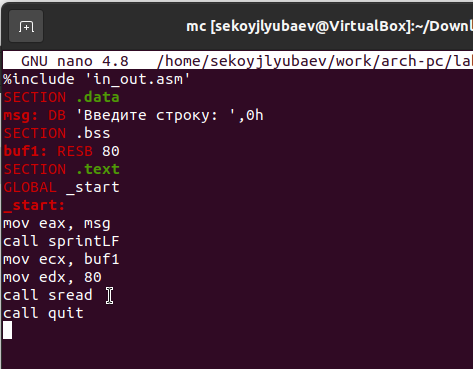 mc [sekoyjlyubaev@VirtualBox]:~/Downl
GNU nano 4.8 /home/sekoyjlyubaev/work/arch-pc/la
%include 'in_out.asm'
SECTION .data
msg: DB 'Введите строку: ',0h
SECTION .bss
buf1: RESB 80
SECTION .text
GLOBAL _start
_start:
mov eax, msg
call sprintLF
mov ecx, buf1
mov edx, 80
call sread
call quit